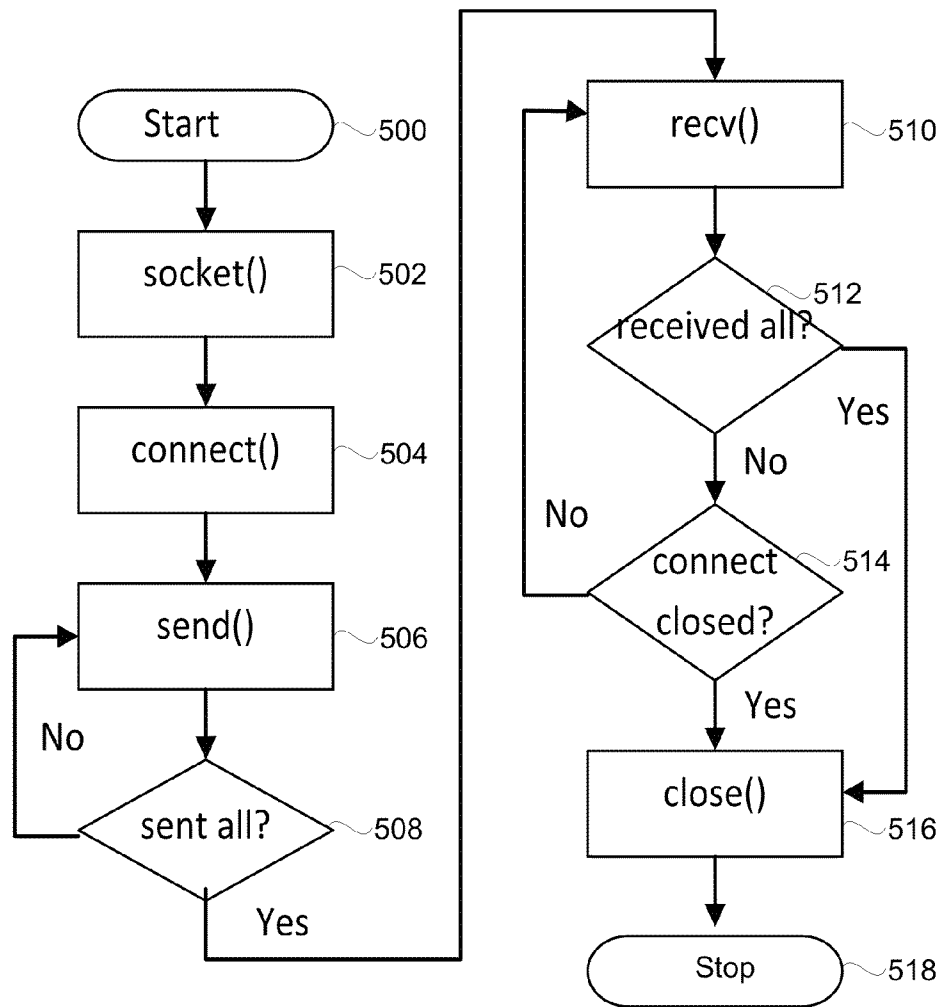 Start
500
socket()
502
connect()
504
send()
506
No
sent all?
508
Yes
recv()
510
512
received all?
Yes
No
No
connect
closed?
514
Yes
close()
516
Stop
518